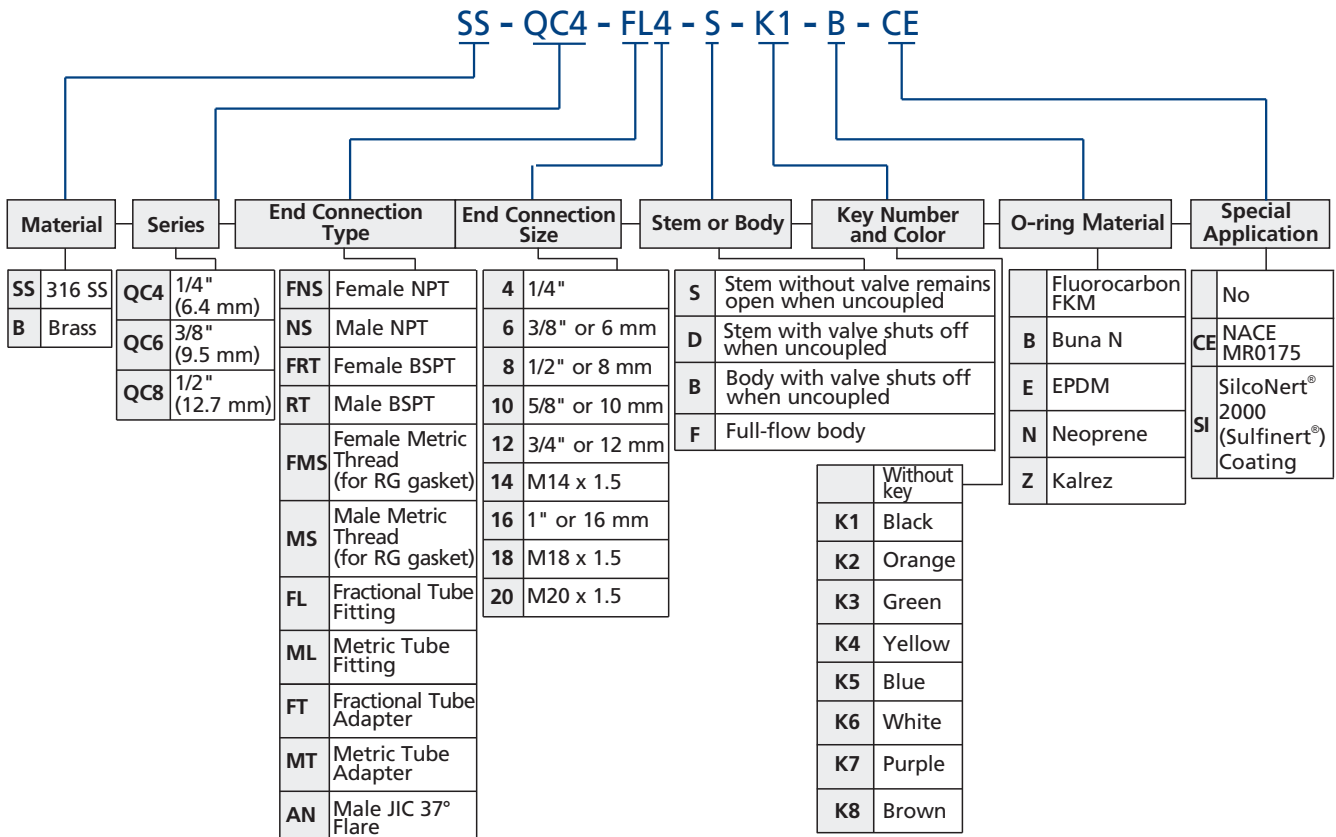 SS - QC4 - FL4 - S - K1 - B - CE
Material
Series
End Connection
Type
End Connection
Size
Stem or Body
Key Number
and Color
O-ring Material
Special
Application
SS 316 SS
B Brass
QC4 1/4"
(6.4 mm)
QC6 3/8"
(9.5 mm)
QC8 1/2"
(12.7 mm)
FNS Female NPT
NS Male NPT
FRT Female BSPT
RT Male BSPT
FMS Female Metric
Thread
(for RG gasket)
MS Male Metric
Thread
(for RG gasket)
FL Fractional Tube
Fitting
ML Metric Tube
Fitting
FT Fractional Tube
Adapter
MT Metric Tube
Adapter
AN Male JIC 37°
Flare
4 1/4"
6 3/8" or 6 mm
8 1/2" or 8 mm
10 5/8" or 10 mm
12 3/4" or 12 mm
14 M14 x 1.5
16 1" or 16 mm
18 M18 x 1.5
20 M20 x 1.5
S Stem without valve remains
open when uncoupled
D Stem with valve shuts off
when uncoupled
B Body with valve shuts off
when uncoupled
F Full-flow body
Without
key
K1 Black
K2 Orange
K3 Green
K4 Yellow
K5 Blue
K6 White
K7 Purple
K8 Brown
Fluorocarbon
FKM
B Buna N
E EPDM
N Neoprene
Z Kalrez
No
CE NACE
MR0175
SI SilcoNert®
2000
(Sulfinert®)
Coating